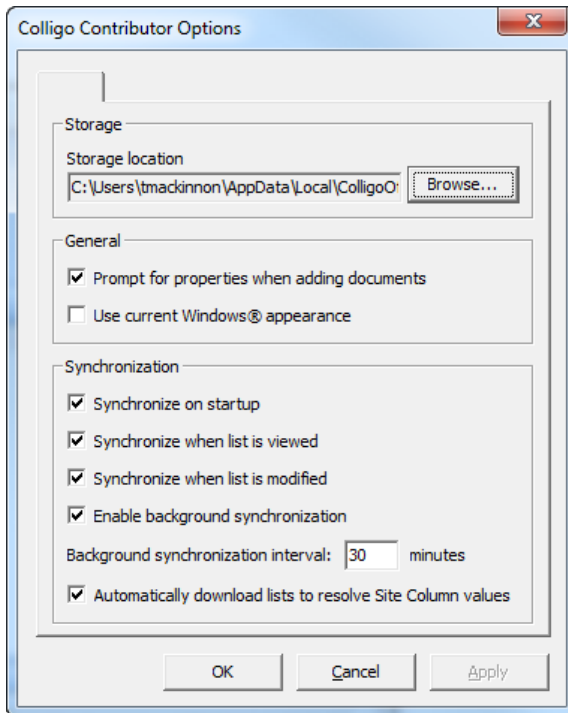 Colligo Contributor Options
Storage
Storage location
C:\Users\tmackinnon\AppData\Local\ColligoO
Browse...
General
Prompt for properties when adding documents
Use current Windows® appearance
Synchronization
Synchronize on startup
Synchronize when list is viewed
Synchronize when list is modified
Enable background synchronization
Background synchronization interval: 30 minutes
Automatically download lists to resolve Site Column values
OK Cancel Apply